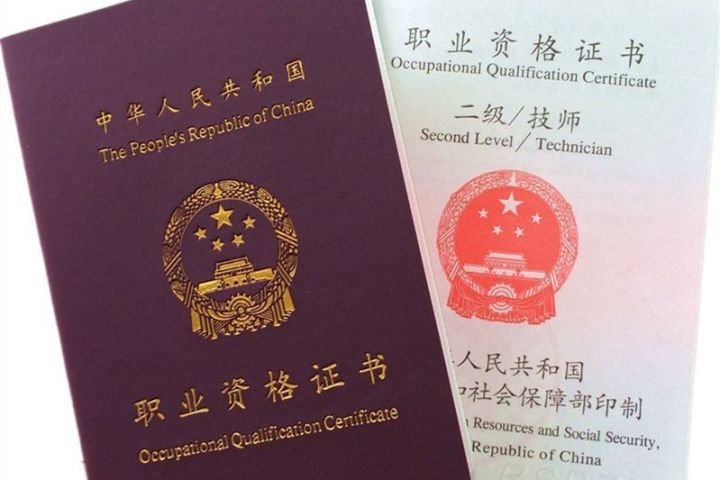 中华人民共和国
The People's Republic of China
职业资格证书
Occupational Qualification Certificate
职业资格证书
Occupational Qualification Certificate
二级/技师
Second Level/Technician
人民共和国
社会保障部印制
Resources and Social Security,
Republic of China